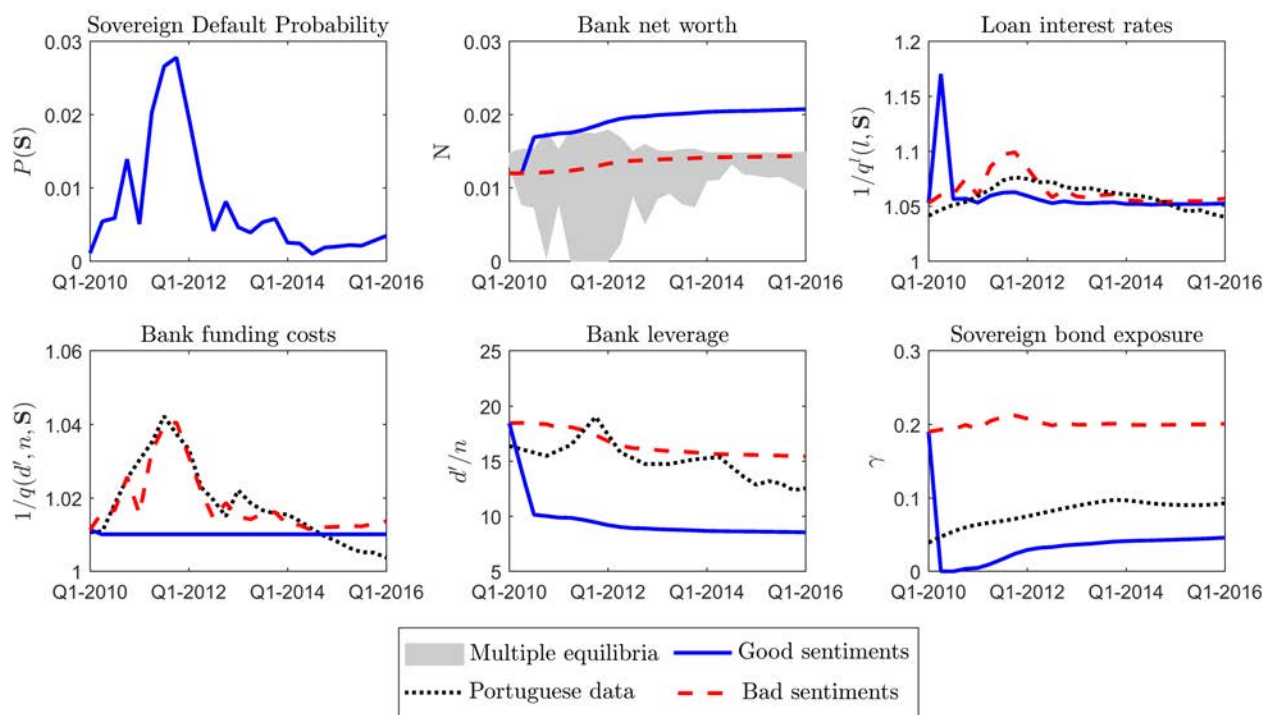 Sovereign Default Probability
0.03
0.02
0.01
0
P(S)
Q1-2010 Q1-2012 Q1-2014 Q1-2016
Bank net worth
0.03
0.02
0.01
0
N
Q1-2010 Q1-2012 Q1-2014 Q1-2016
Loan interest rates
1.2
1.15
1.1
1.05
1
1/q^l(l, S)
Q1-2010 Q1-2012 Q1-2014 Q1-2016
Bank funding costs
1.06
1.04
1.02
1
1/q(d′, n, S)
Q1-2010 Q1-2012 Q1-2014 Q1-2016
Bank leverage
25
20
15
10
5
d′/n
Q1-2010 Q1-2012 Q1-2014 Q1-2016
Sovereign bond exposure
0.3
0.2
0.1
0
γ
Q1-2010 Q1-2012 Q1-2014 Q1-2016
Multiple equilibria Good sentiments
Portuguese data Bad sentiments